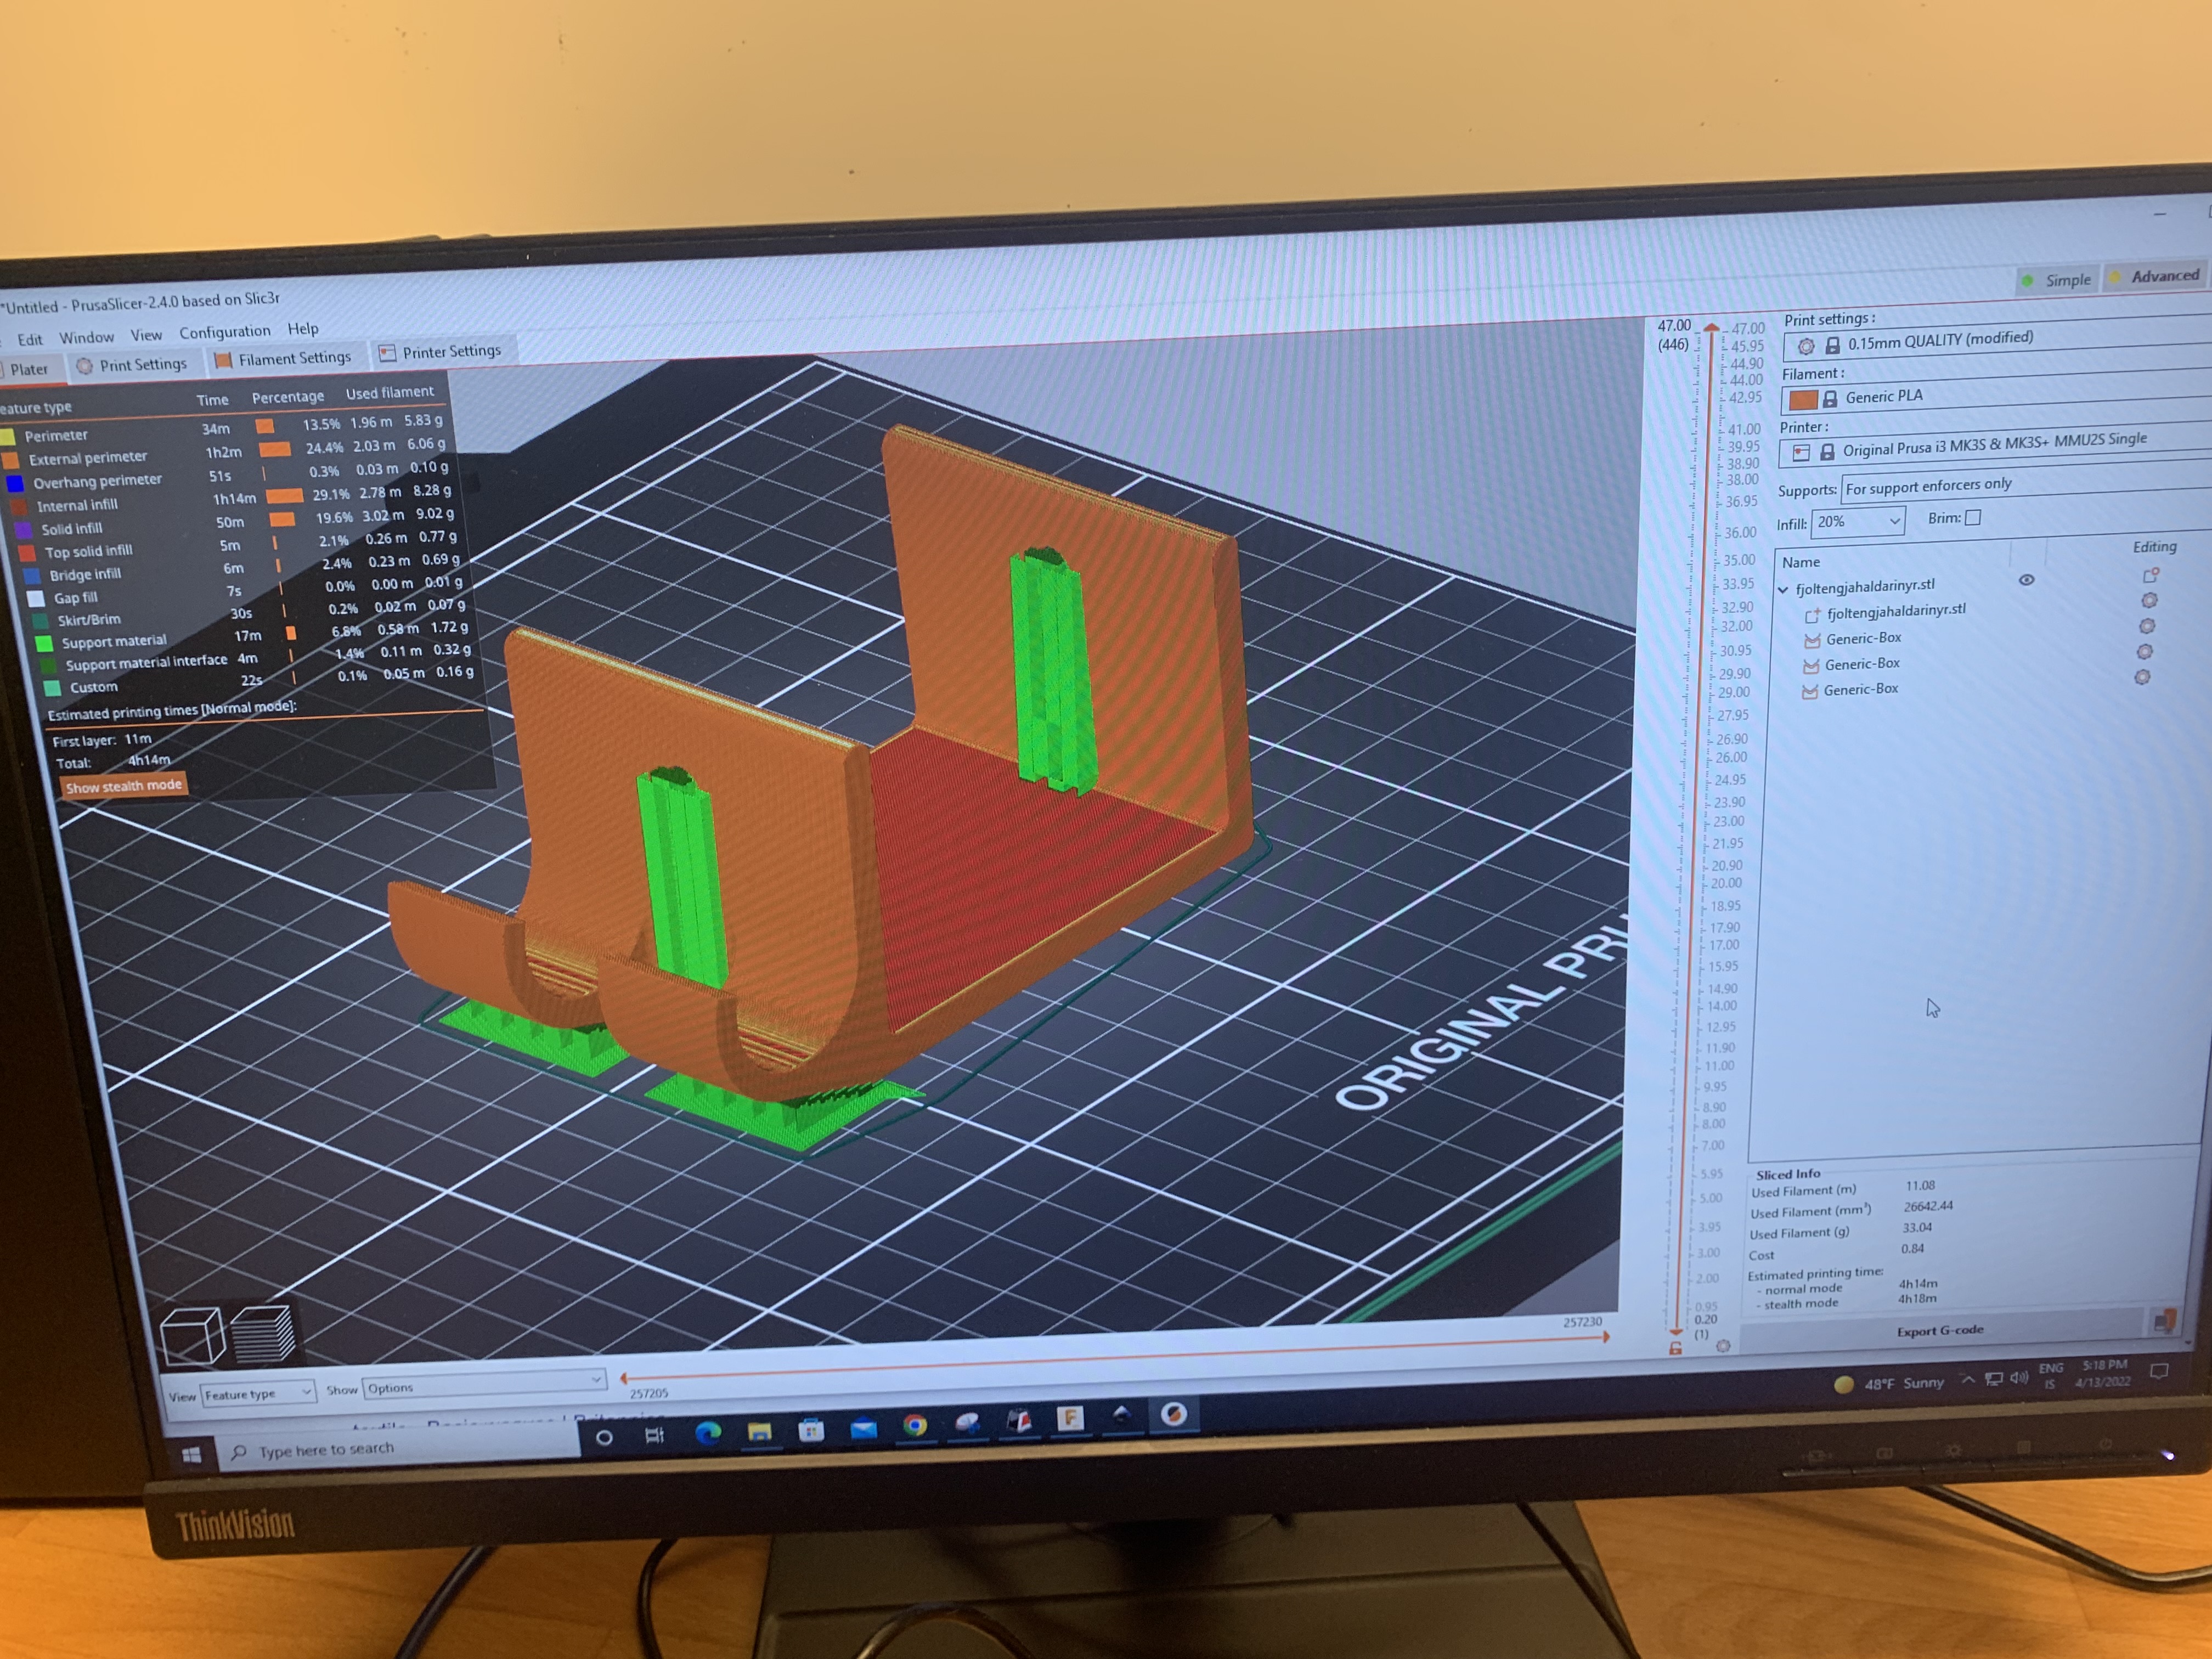 *Untitled - PrusaSlicer-2.4.0 based on Slic3r
Edit Window View Configuration Help
Simple Advanced
Plater Print Settings Filament Settings Printer Settings
eature type Time Percentage Used filament
Perimeter 34m 13.5% 1.96 m 5.83 g
External perimeter 1h2m 24.4% 2.03 m 6.06 g
Overhang perimeter 51s 0.3% 0.03 m 0.10 g
Internal infill 1h14m 29.1% 2.78 m 8.28 g
Solid infill 50m 19.6% 3.02 m 9.02 g
Top solid infill 5m 2.1% 0.26 m 0.77 g
Bridge infill 6m 2.4% 0.23 m 0.69 g
Gap fill 7s 0.0% 0.00 m 0.01 g
Skirt/Brim 30s 0.2% 0.02 m 0.07 g
Support material 17m 6.8% 0.58 m 1.72 g
Support material interface 4m 1.4% 0.11 m 0.32 g
Custom 22s 0.1% 0.05 m 0.16 g
Estimated printing times [Normal mode]:
First layer: 11m
Total: 4h14m
Show stealth mode
ORIGINAL PRU
47.00
(446)
47.00
45.95
44.90
44.00
42.95
41.00
39.95
38.90
38.00
36.95
36.00
35.00
33.95
32.90
32.00
30.95
29.90
29.00
27.95
26.90
26.00
24.95
23.90
23.00
21.95
20.90
20.00
18.95
17.90
17.00
15.95
14.90
14.00
12.95
11.90
11.00
9.95
8.90
8.00
7.00
5.95
5.00
3.95
3.00
2.00
0.95
0.20
(1)
Print settings :
0.15mm QUALITY (modified)
Filament :
Generic PLA
Printer :
Original Prusa i3 MK3S & MK3S+ MMU2S Single
Supports: For support enforcers only
Infill: 20% Brim:
Name Editing
fjoltengjahaldarinyr.stl
fjoltengjahaldarinyr.stl
Generic-Box
Generic-Box
Generic-Box
Sliced Info
Used Filament (m) 11.08
Used Filament (mm³) 26642.44
Used Filament (g) 33.04
Cost 0.84
Estimated printing time:
- normal mode 4h14m
- stealth mode 4h18m
Export G-code
257230
257205
View Feature type Show Options
Type here to search
48°F Sunny
ENG
IS
5:18 PM
4/13/2022
ThinkVision